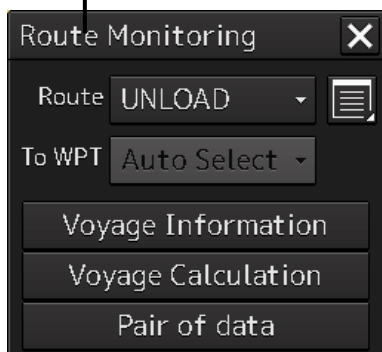 Route Monitoring
Route UNLOAD
To WPT Auto Select
Voyage Information
Voyage Calculation
Pair of data